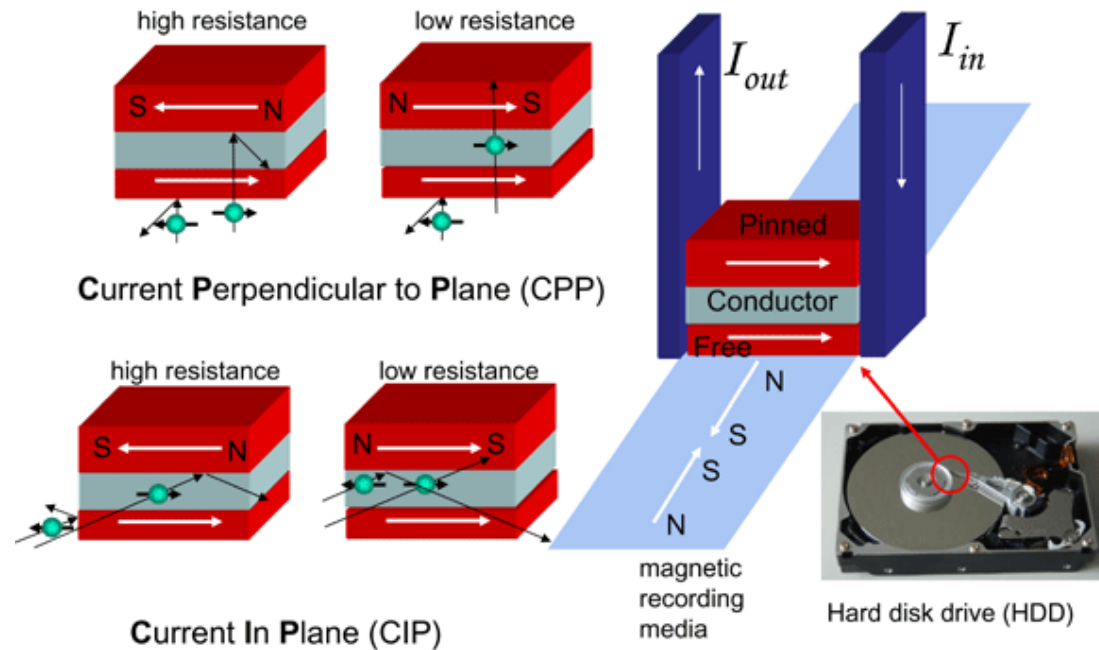 high resistance
low resistance
S N
N S
Current Perpendicular to Plane (CPP)
high resistance
low resistance
S N
N S
Current In Plane (CIP)
I_out
I_in
Pinned
Conductor
Free
N
S
S
N
magnetic
recording
media
Hard disk drive (HDD)